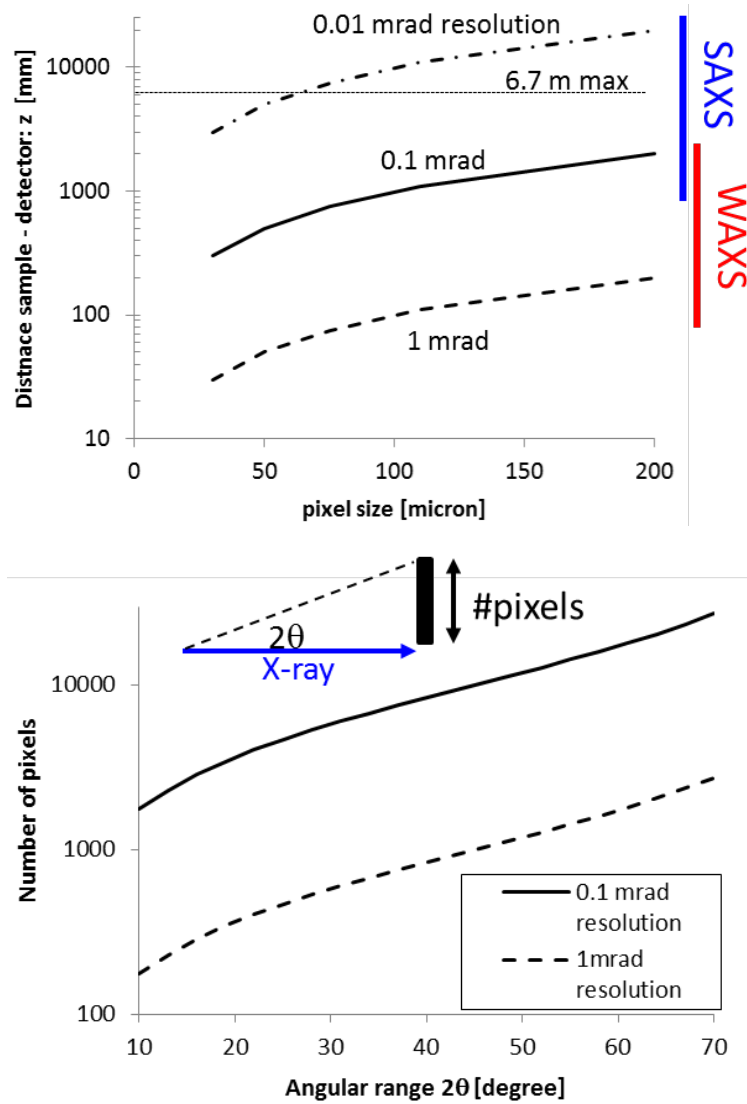 0.01 mrad resolution
10000
6.7 m max
SAXS
0.1 mrad
1000
WAXS
100
1 mrad
10
0 50 100 150 200
Distnace sample - detector: z [mm]
pixel size [micron]
#pixels
2θ
X-ray
10000
1000
100
Number of pixels
0.1 mrad
resolution
1mrad
resolution
10 20 30 40 50 60 70
Angular range 2θ [degree]